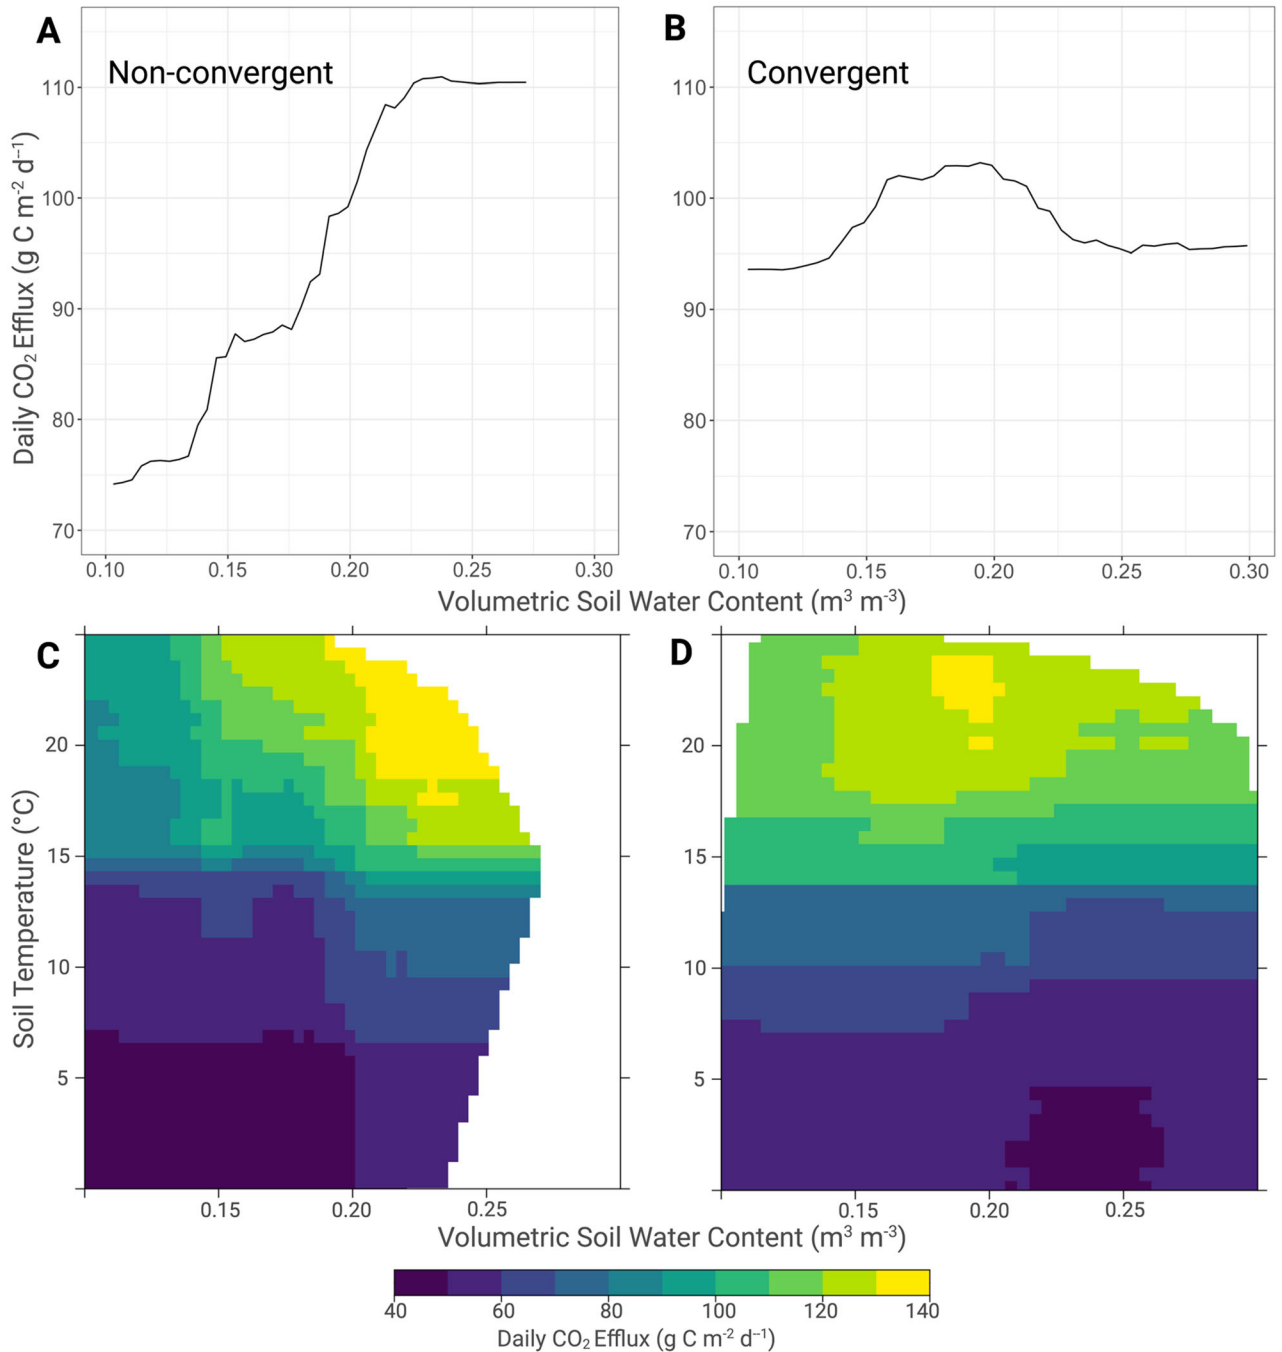 A
B
Non-convergent
Convergent
Daily CO₂ Efflux (g C m⁻² d⁻¹)
110
100
90
80
70
110
100
90
80
70
0.10 0.15 0.20 0.25 0.30
0.10 0.15 0.20 0.25 0.30
Volumetric Soil Water Content (m³ m⁻³)
C
D
Soil Temperature (°C)
20
15
10
5
20
15
10
5
0.15 0.20 0.25
0.15 0.20 0.25
Volumetric Soil Water Content (m³ m⁻³)
40 60 80 100 120 140
Daily CO₂ Efflux (g C m⁻² d⁻¹)